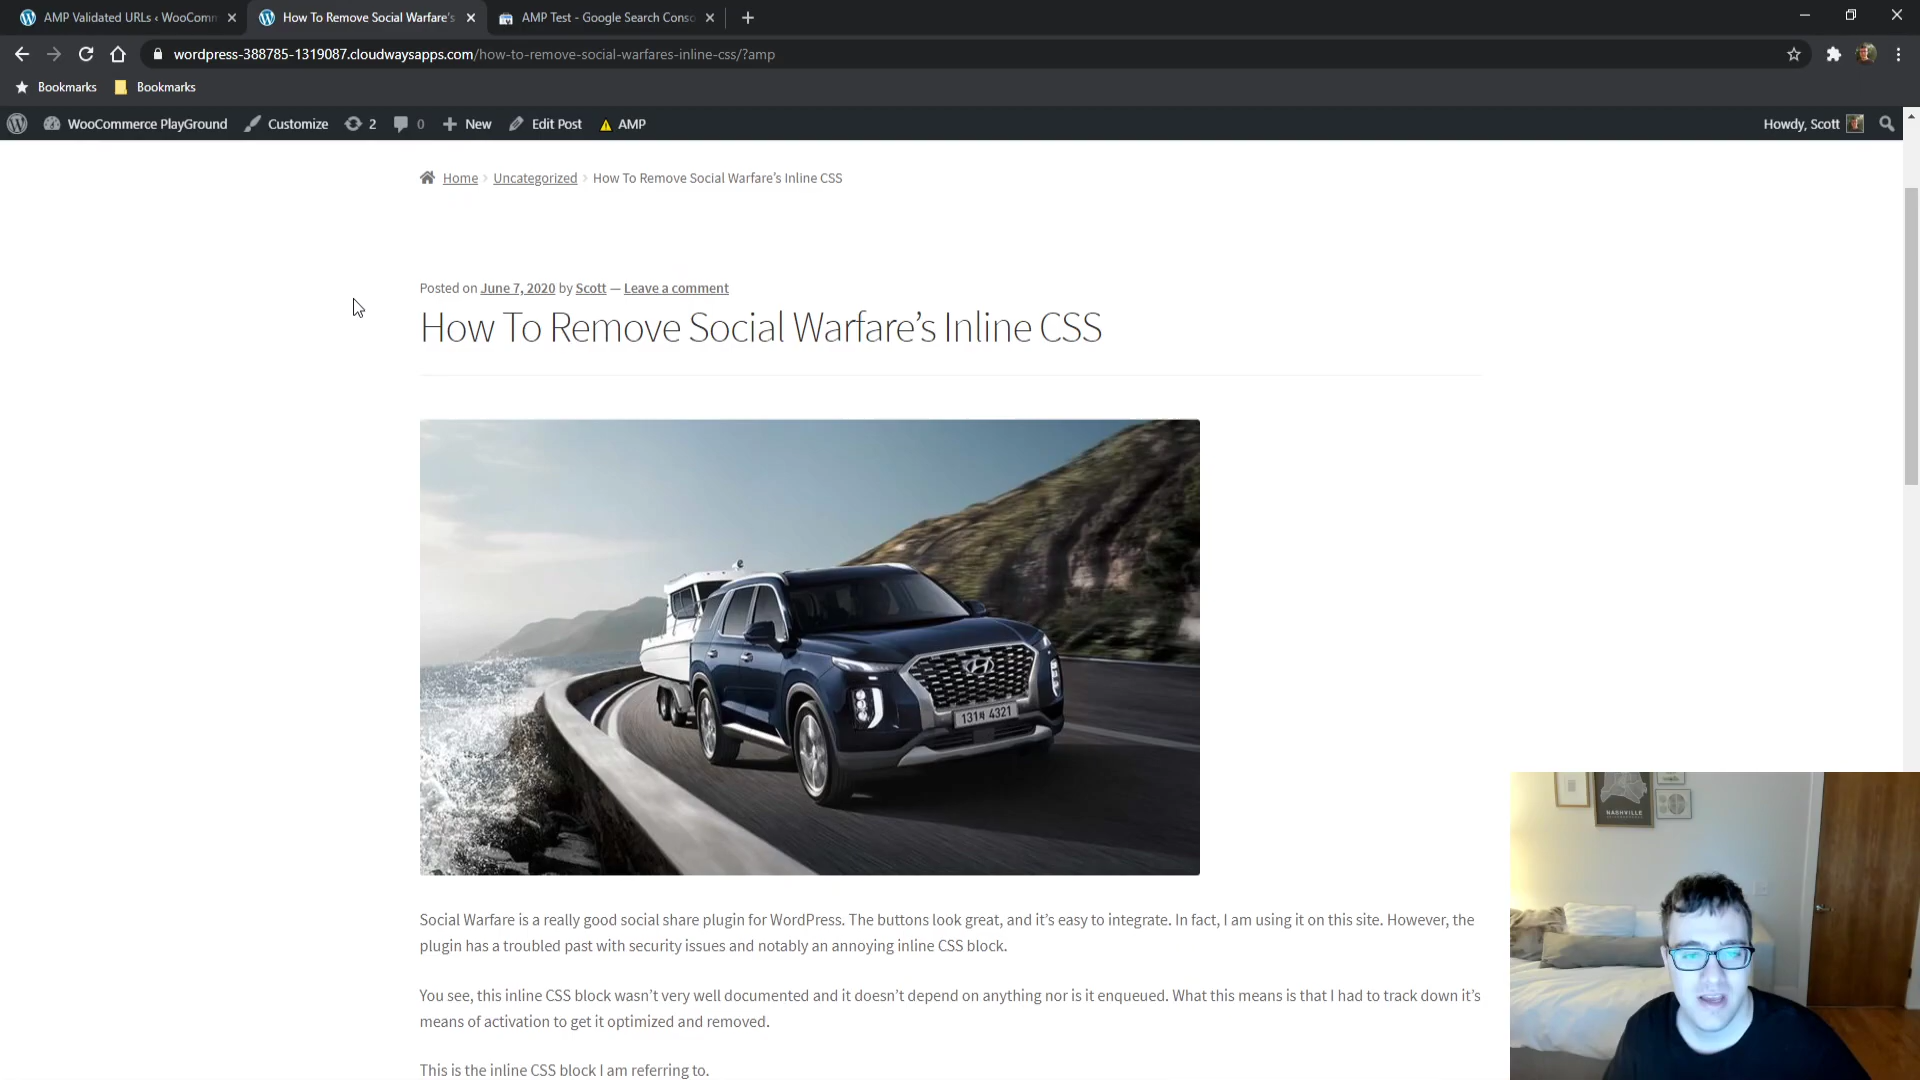 AMP Validated URLs ‹ WooComm
How To Remove Social Warfare's
AMP Test - Google Search Conso
wordpress-388785-1319087.cloudwaysapps.com/how-to-remove-social-warfares-inline-css/?amp
Bookmarks
Bookmarks
WooCommerce PlayGround
Customize
2
0
New
Edit Post
AMP
Howdy, Scott
Home › Uncategorized › How To Remove Social Warfare’s Inline CSS
Posted on June 7, 2020 by Scott — Leave a comment
How To Remove Social Warfare’s Inline CSS
Social Warfare is a really good social share plugin for WordPress. The buttons look great, and it’s easy to integrate. In fact, I am using it on this site. However, the
plugin has a troubled past with security issues and notably an annoying inline CSS block.
You see, this inline CSS block wasn’t very well documented and it doesn’t depend on anything nor is it enqueued. What this means is that I had to track down it’s
means of activation to get it optimized and removed.
This is the inline CSS block I am referring to.
NASHVILLE